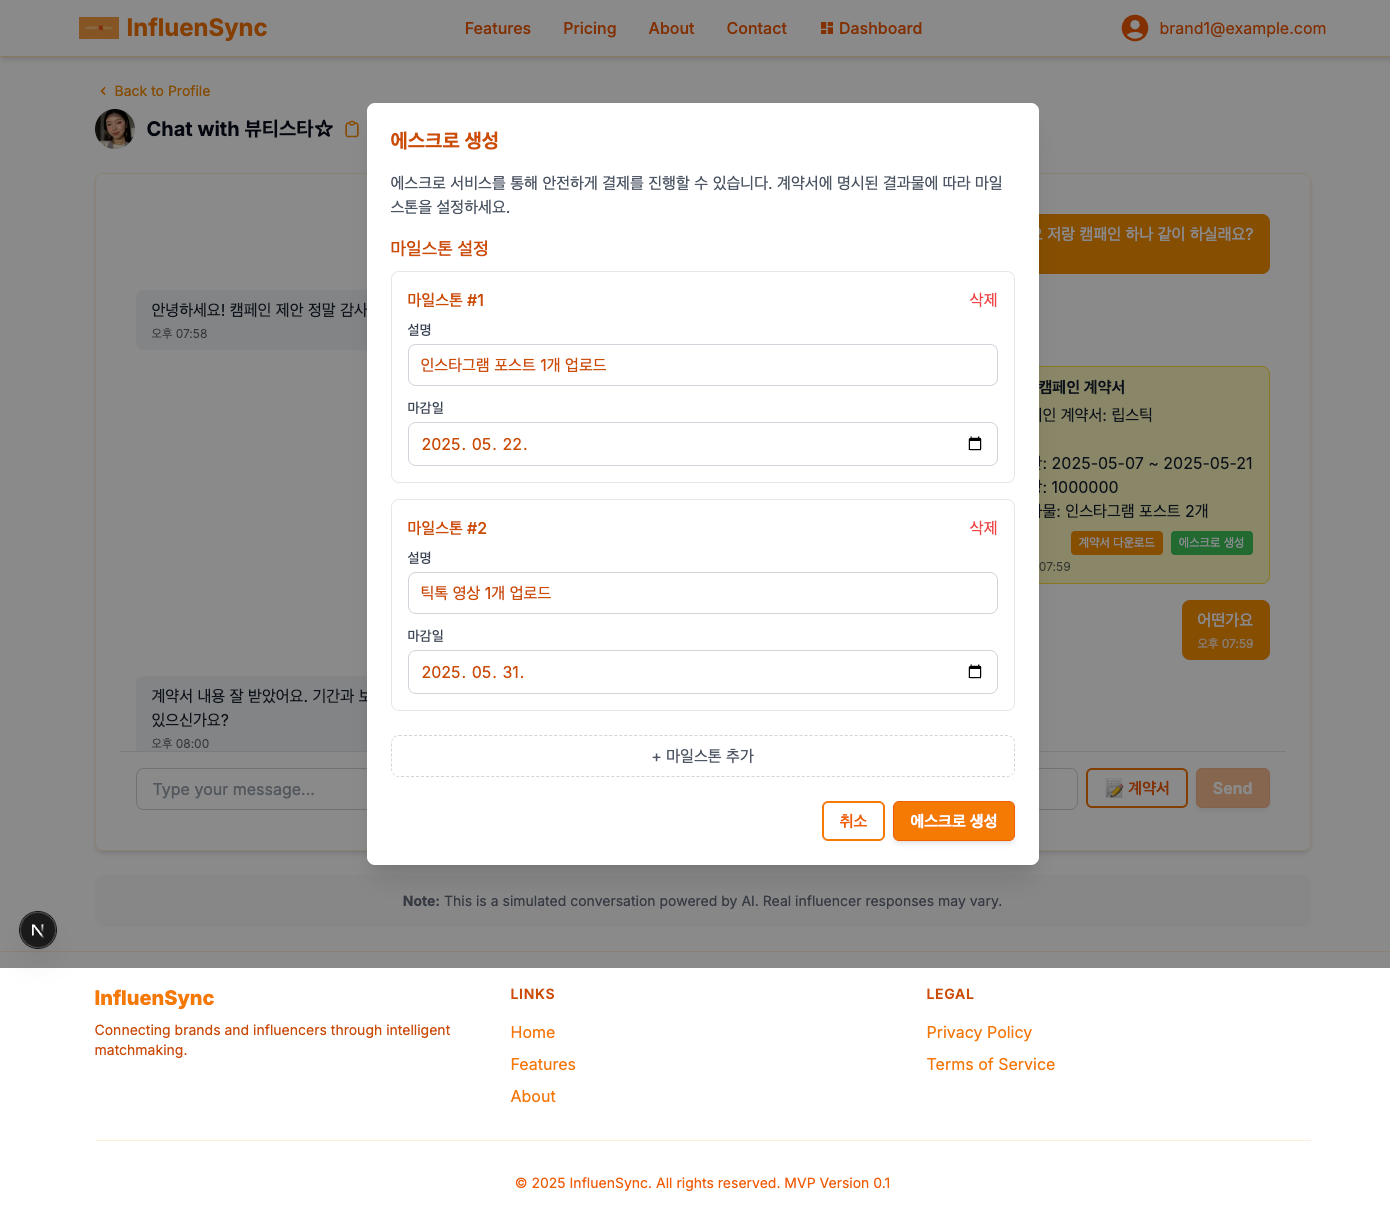 InfluenSync
Features
Pricing
About
Contact
Dashboard
brand1@example.com
Back to Profile
Chat with 뷰티스타☆
저랑 캠페인 하나 같이 하실래요?
안녕하세요! 캠페인 제안 정말 감사
오후 07:58
캠페인 계약서
인 계약서: 립스틱
: 2025-05-07 ~ 2025-05-21
: 1000000
물: 인스타그램 포스트 2개
계약서 다운로드
에스크로 생성
07:59
어떤가요
오후 07:59
계약서 내용 잘 받았어요. 기간과
있으신가요?
오후 08:00
Type your message...
📝 계약서
Send
에스크로 생성
에스크로 서비스를 통해 안전하게 결제를 진행할 수 있습니다. 계약서에 명시된 결과물에 따라 마일
스톤을 설정하세요.
마일스톤 설정
마일스톤 #1
삭제
설명
인스타그램 포스트 1개 업로드
마감일
2025. 05. 22.
마일스톤 #2
삭제
설명
틱톡 영상 1개 업로드
마감일
2025. 05. 31.
+ 마일스톤 추가
취소
에스크로 생성
Note: This is a simulated conversation powered by AI. Real influencer responses may vary.
N
InfluenSync
Connecting brands and influencers through intelligent
matchmaking.
LINKS
Home
Features
About
LEGAL
Privacy Policy
Terms of Service
© 2025 InfluenSync. All rights reserved. MVP Version 0.1